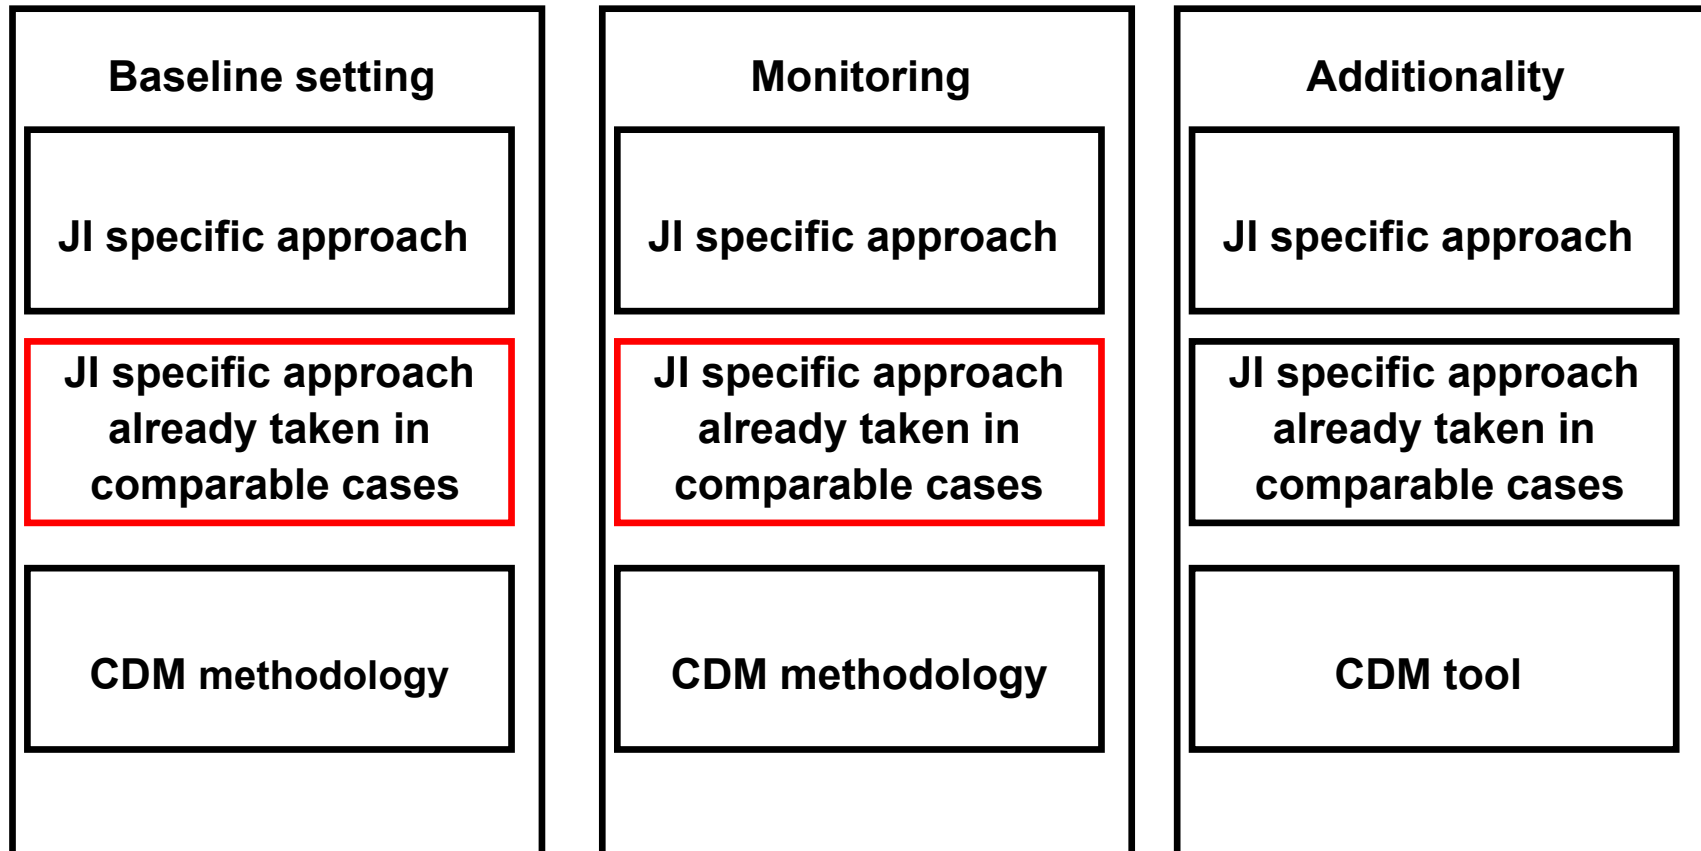 Baseline setting
JI specific approach
JI specific approach
already taken in
comparable cases
CDM methodology
Monitoring
JI specific approach
JI specific approach
already taken in
comparable cases
CDM methodology
Additionality
JI specific approach
JI specific approach
already taken in
comparable cases
CDM tool